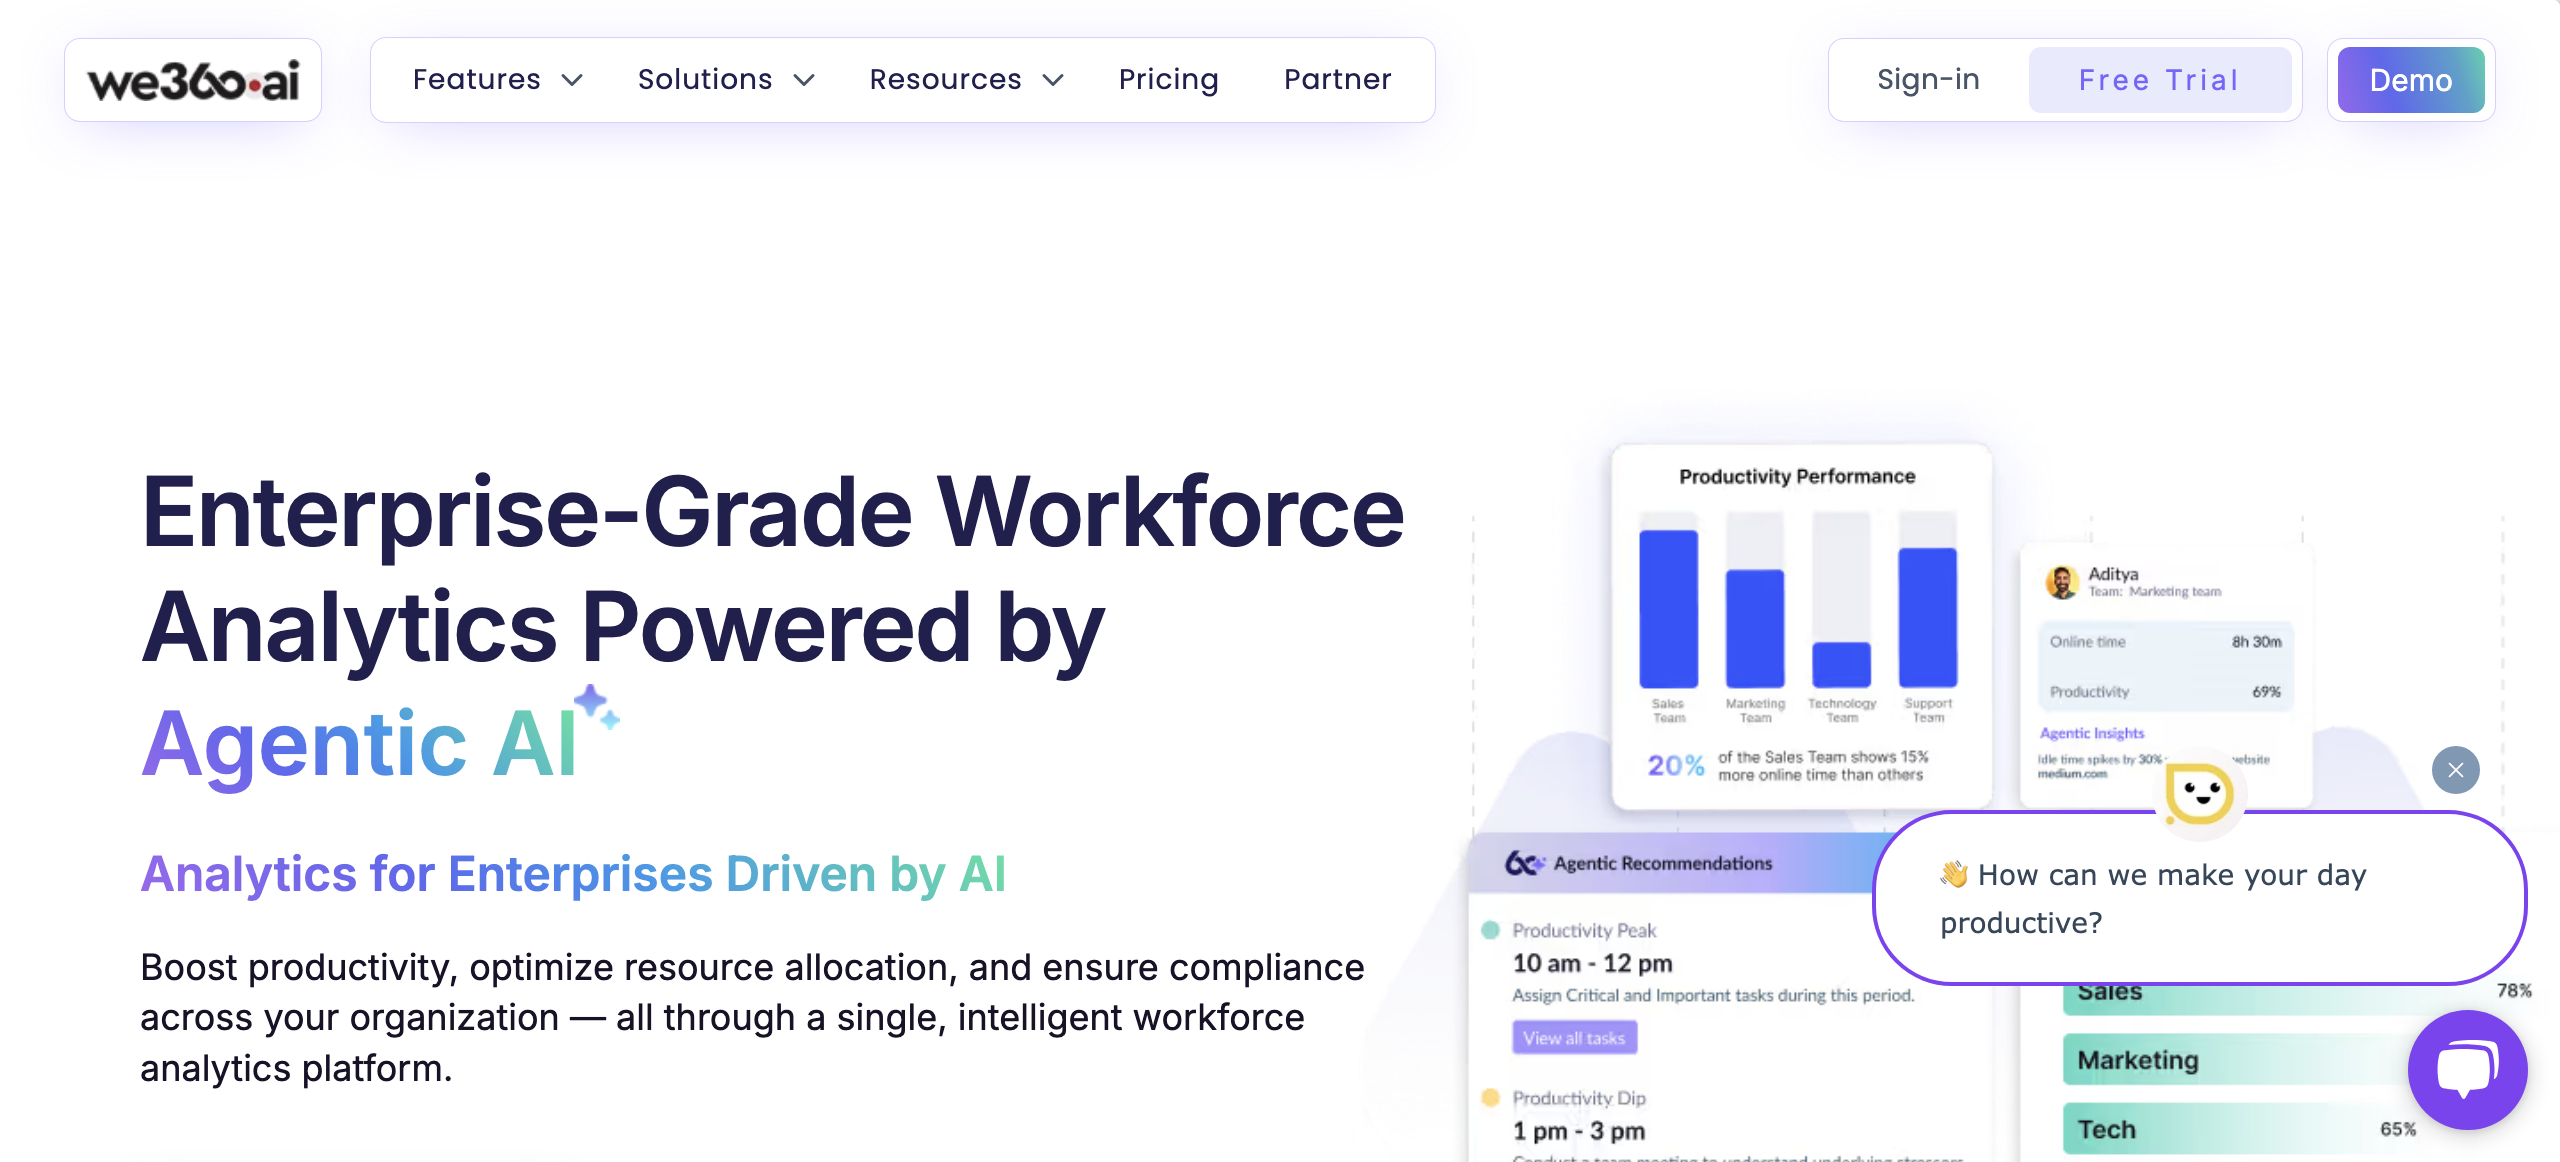 we360.ai
Features
Solutions
Resources
Pricing
Partner
Sign-in
Free Trial
Demo
Enterprise-Grade Workforce
Analytics Powered by
Agentic AI
Analytics for Enterprises Driven by AI
Boost productivity, optimize resource allocation, and ensure compliance
across your organization — all through a single, intelligent workforce
analytics platform.
Productivity Performance
Sales
Team
Marketing
Team
Technology
Team
Support
Team
20%
of the Sales Team shows 15%
more online time than others
Aditya
Team: Marketing team
Online time 8h 30m
Productivity 69%
Agentic Insights
Idle time spikes by 30%
medium.com
Agentic Recommendations
Productivity Peak
10 am - 12 pm
Assign Critical and Important tasks during this period.
View all tasks
Productivity Dip
1 pm - 3 pm
👋 How can we make your day
productive?
Sales 78%
Marketing
Tech 65%